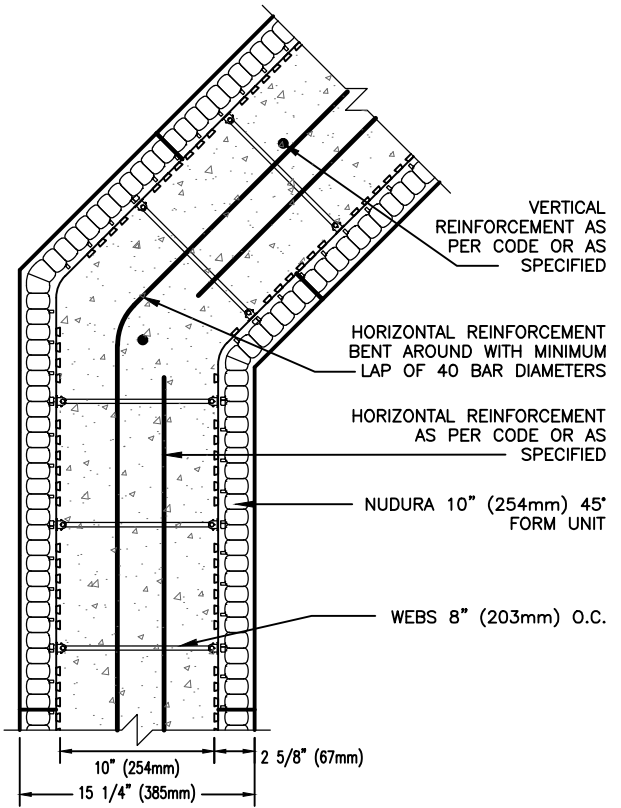 VERTICAL
REINFORCEMENT AS
PER CODE OR AS
SPECIFIED
HORIZONTAL REINFORCEMENT
BENT AROUND WITH MINIMUM
LAP OF 40 BAR DIAMETERS
HORIZONTAL REINFORCEMENT
AS PER CODE OR AS
SPECIFIED
NUDURA 10" (254mm) 45°
FORM UNIT
WEBS 8" (203mm) O.C.
10" (254mm)
2 5/8" (67mm)
15 1/4" (385mm)